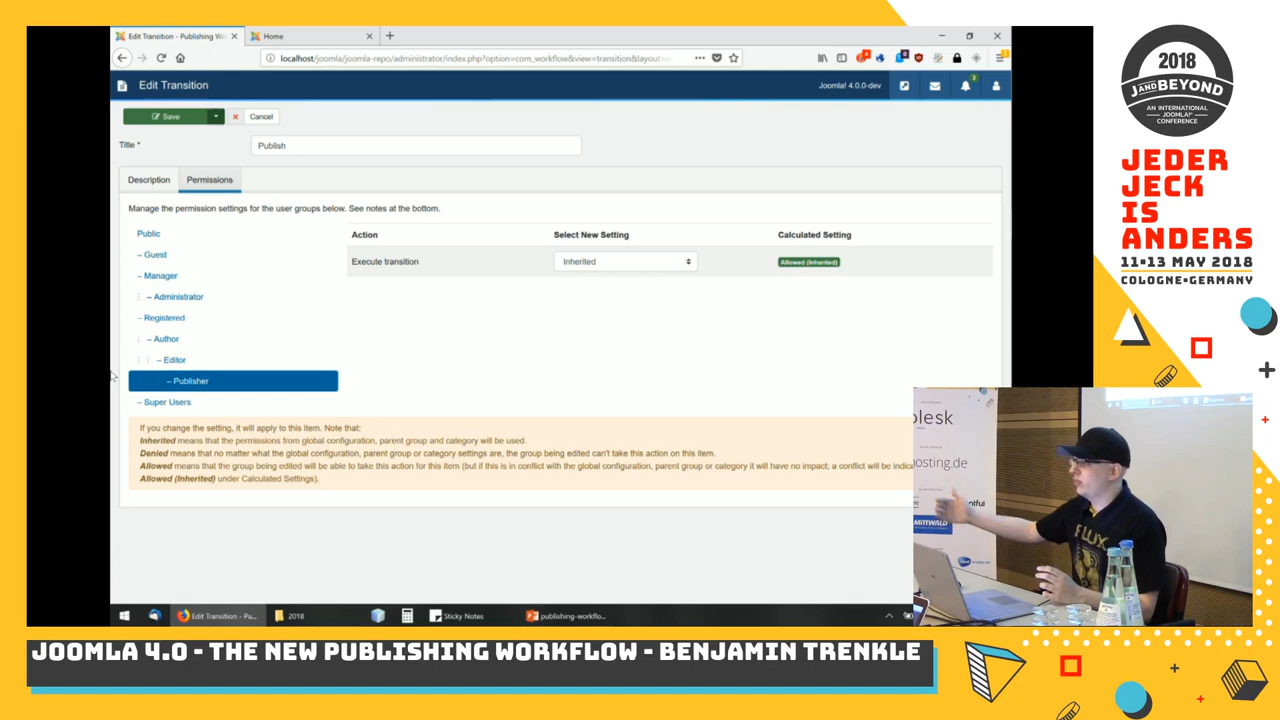 Edit Transition - Publishing Wo
Home
localhost/joomla/joomla-repo/administrator/index.php?option=com_workflow&view=transition&layout=e
Edit Transition
Joomla! 4.0.0-dev
3
Save
Cancel
Title *
Publish
Description
Permissions
Manage the permission settings for the user groups below. See notes at the bottom.
Action
Select New Setting
Calculated Setting
Execute transition
Inherited
Allowed (Inherited)
Public
– Guest
– Manager
– Administrator
– Registered
– Author
– Editor
– Publisher
– Super Users
If you change the setting, it will apply to this item. Note that:
Inherited means that the permissions from global configuration, parent group and category will be used.
Denied means that no matter what the global configuration, parent group or category settings are, the group being edited can't take this action on this item.
Allowed means that the group being edited will be able to take this action for this item (but if this is in conflict with the global configuration, parent group or category it will have no impact; a conflict will be indica
Allowed (Inherited) under Calculated Settings).
Edit Transition - Pu...
2018
Sticky Notes
publishing-workflo...
2018
J AND BEYOND
AN INTERNATIONAL
JOOMLA!®
CONFERENCE
JEDER
JECK
IS
ANDERS
11-13 MAY 2018
COLOGNE•GERMANY
lesk
hosting.de
ntful
MITTWALD
FLUX
JOOMLA 4.0 - THE NEW PUBLISHING WORKFLOW - BENJAMIN TRENKLE